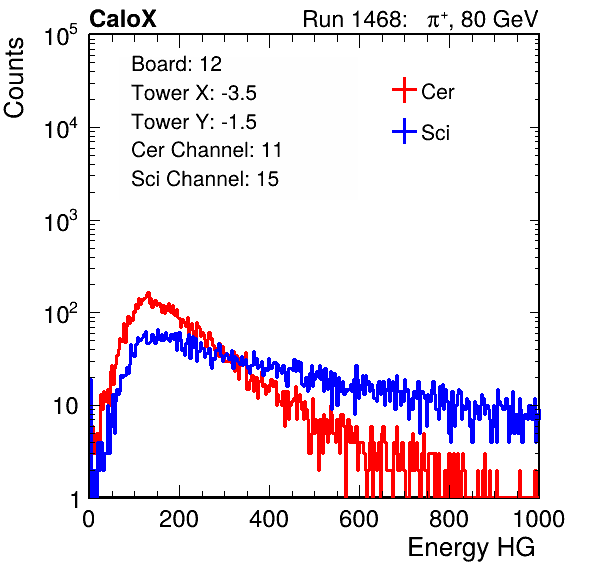 CaloX
Run 1468: π⁺, 80 GeV
Counts
10⁵
10⁴
10³
10²
10
1
Board: 12
Tower X: -3.5
Tower Y: -1.5
Cer Channel: 11
Sci Channel: 15
Cer
Sci
0 200 400 600 800 1000
Energy HG